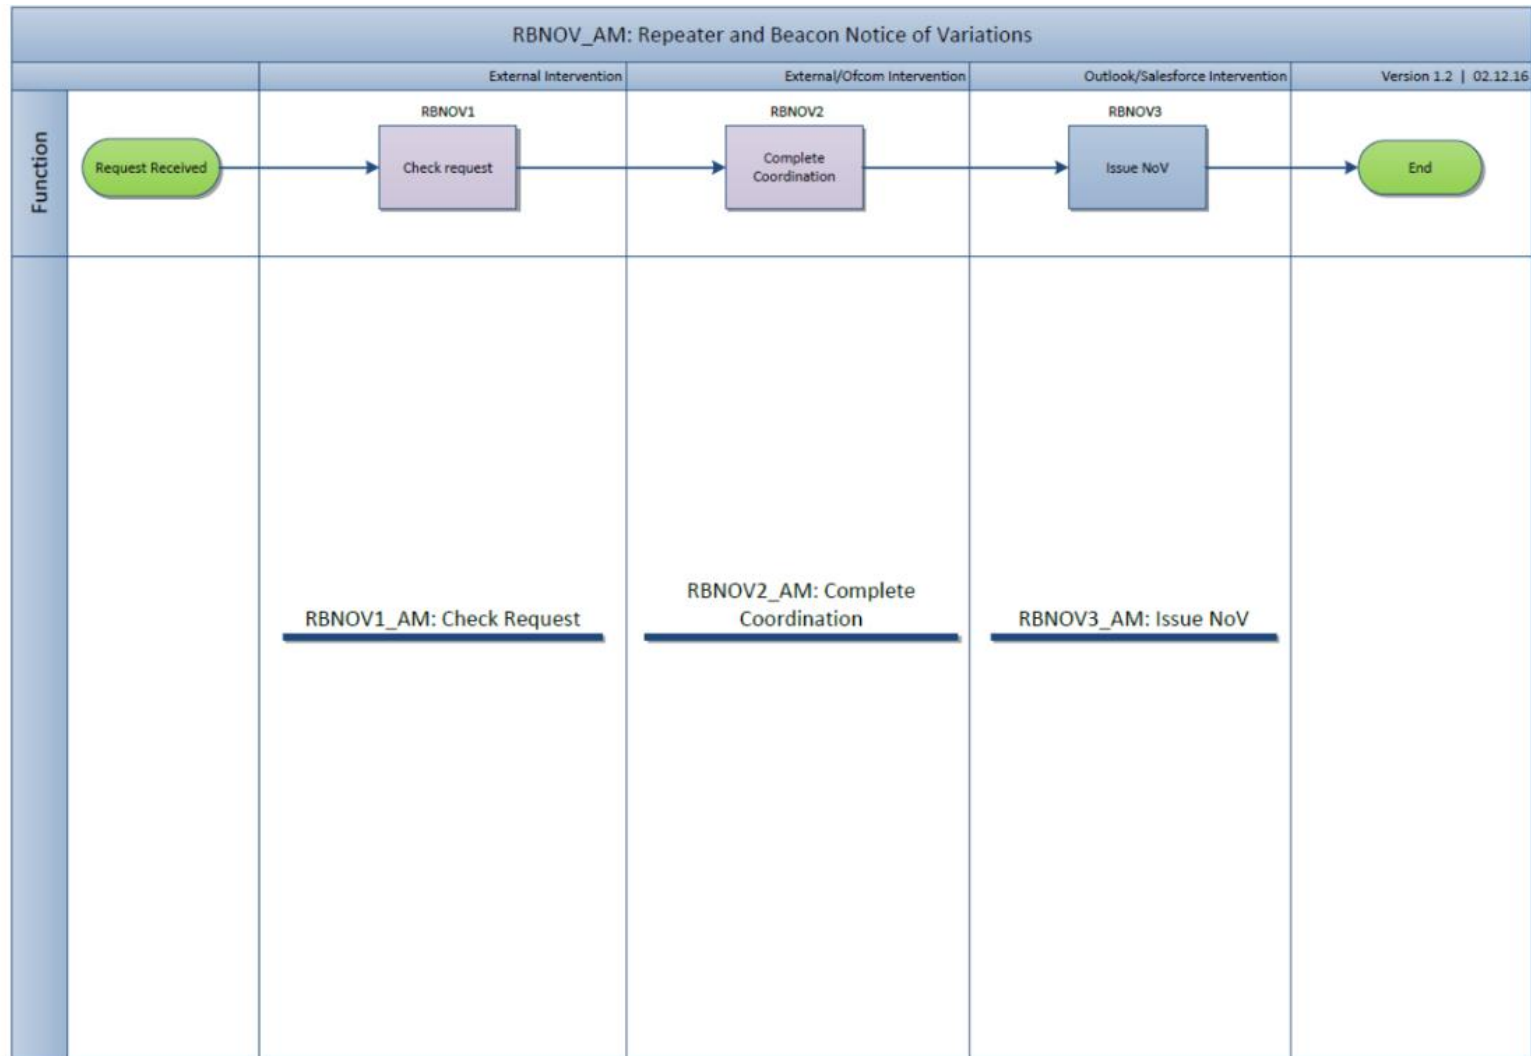 RBNOV_AM: Repeater and Beacon Notice of Variations
External Intervention
External/Ofcom Intervention
Outlook/Salesforce Intervention
Version 1.2 | 02.12.16
Function
RBNOV1
RBNOV2
RBNOV3
Request Received
Check request
Complete
Coordination
Issue NoV
End
RBNOV1_AM: Check Request
RBNOV2_AM: Complete
Coordination
RBNOV3_AM: Issue NoV